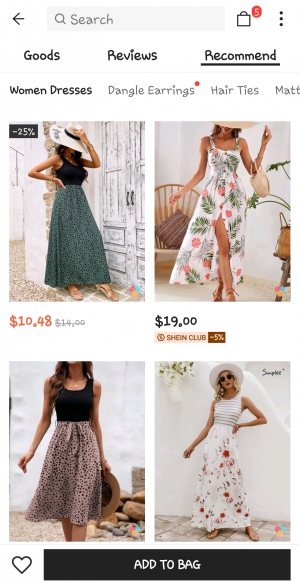 Search
5
Goods Reviews Recommend
Women Dresses Dangle Earrings Hair Ties Matt
-25%
$10.48 $14.00
$19.00
SHEIN CLUB -5%
Simplee
ADD TO BAG